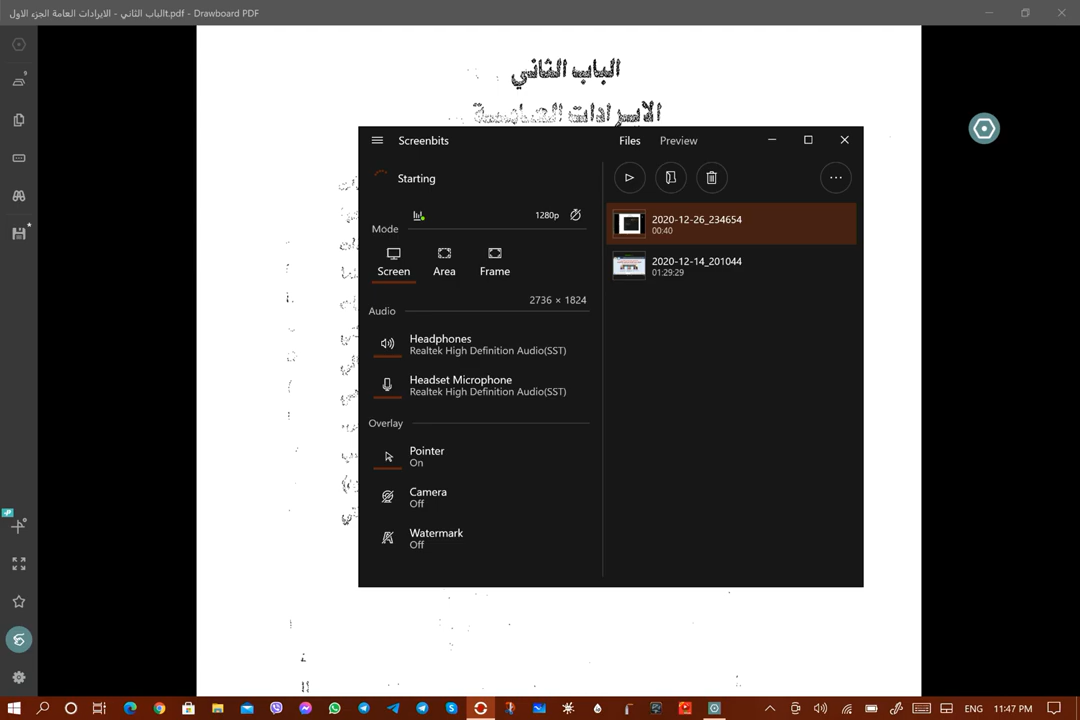 الباب الثاني - الايرادات العامة الجزء الاول.pdf - Drawboard PDF
الباب الثاني
الايرادات العامة
Screenbits
Files
Preview
Starting
1280p
Mode
Screen
Area
Frame
2736 × 1824
Audio
Headphones
Realtek High Definition Audio(SST)
Headset Microphone
Realtek High Definition Audio(SST)
Overlay
Pointer
On
Camera
Off
Watermark
Off
2020-12-26_234654
00:40
2020-12-14_201044
01:29:29
9
ENG
11:47 PM